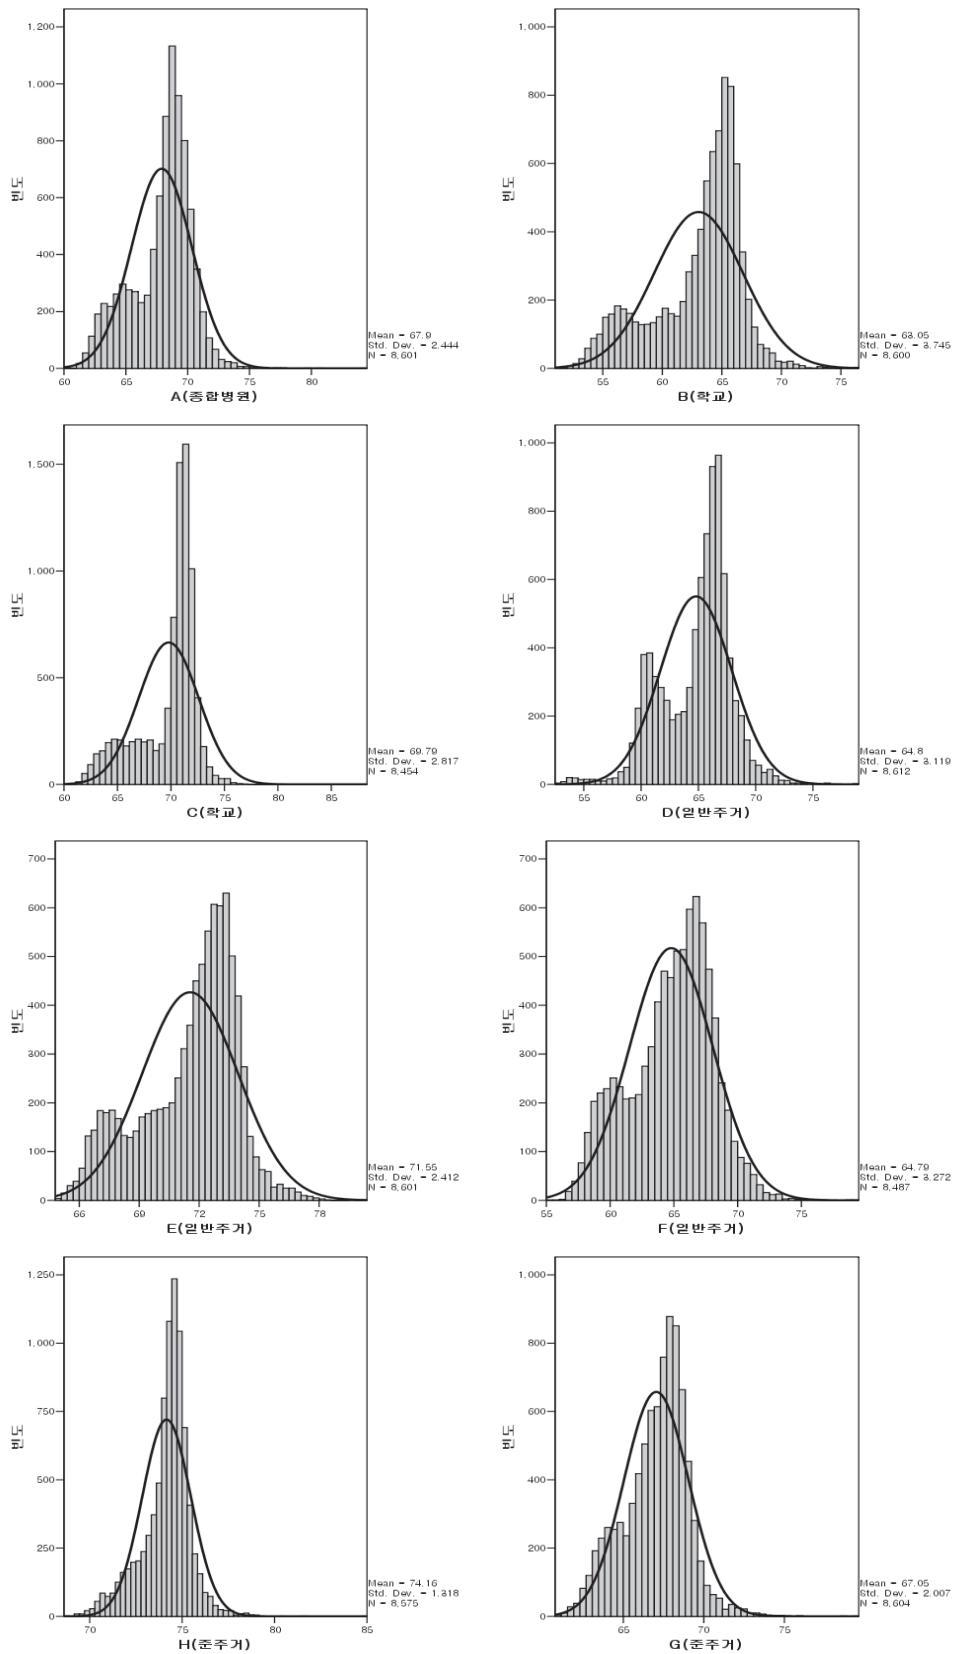 1,200
1,000
800
600
400
200
0
빈도
60 65 70 75 80
A(종합병원)
Mean = 67.9
Std. Dev. = 2.444
N = 8,601
1,000
800
600
400
200
0
빈도
55 60 65 70 75
B(학교)
Mean = 63.05
Std. Dev. = 3.745
N = 8,600
1,500
1,000
500
0
빈도
60 65 70 75 80 85
C(학교)
Mean = 69.79
Std. Dev. = 2.817
N = 8,454
1,000
800
600
400
200
0
빈도
55 60 65 70 75
D(일반주거)
Mean = 64.8
Std. Dev. = 3.119
N = 8,612
700
600
500
400
300
200
100
0
빈도
66 69 72 75 78
E(일반주거)
Mean = 71.55
Std. Dev. = 2.412
N = 8,601
700
600
500
400
300
200
100
0
빈도
55 60 65 70 75
F(일반주거)
Mean = 64.79
Std. Dev. = 3.272
N = 8,487
1,250
1,000
750
500
250
0
빈도
70 75 80 85
H(준주거)
Mean = 74.16
Std. Dev. = 1.318
N = 8,575
1,000
800
600
400
200
0
빈도
65 70 75
G(준주거)
Mean = 67.05
Std. Dev. = 2.007
N = 8,604